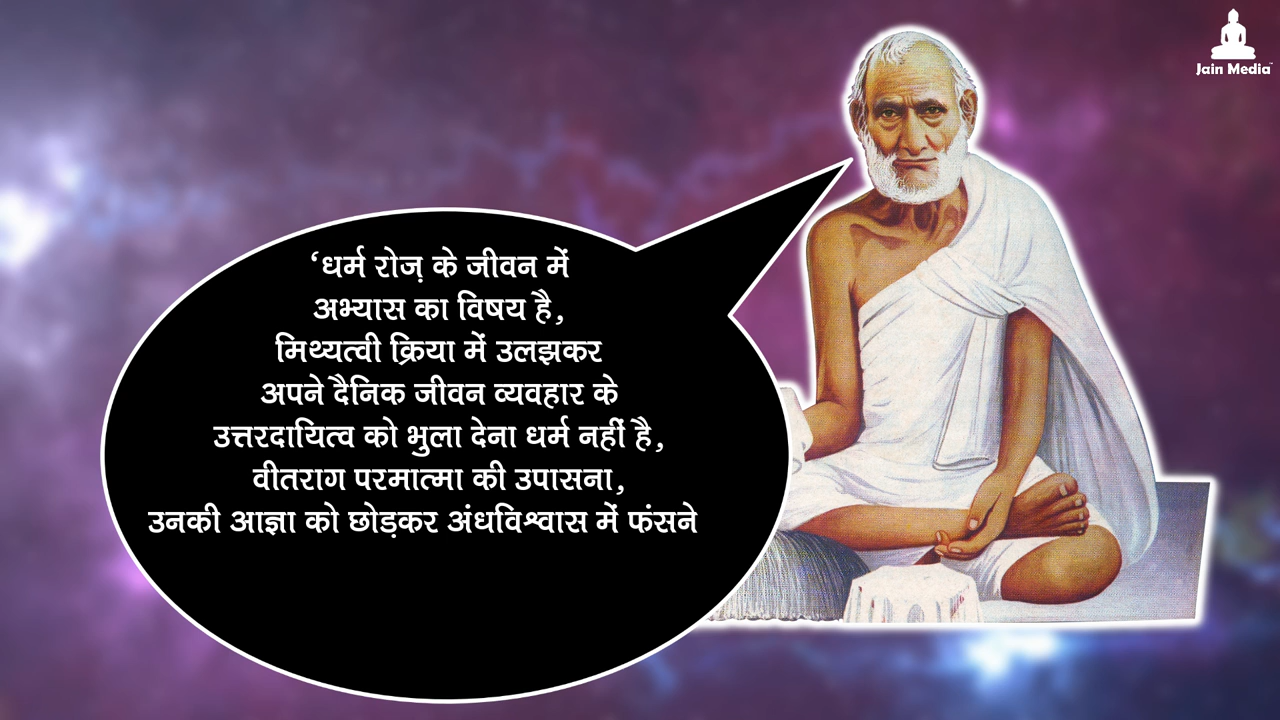 Jain Media
‘धर्म रोज़ के जीवन में
अभ्यास का विषय है,
मिथ्यत्वी क्रिया में उलझकर
अपने दैनिक जीवन व्यवहार के
उत्तरदायित्व को भुला देना धर्म नहीं है,
वीतराग परमात्मा की उपासना,
उनकी आज्ञा को छोड़कर अंधविश्वास में फंसने